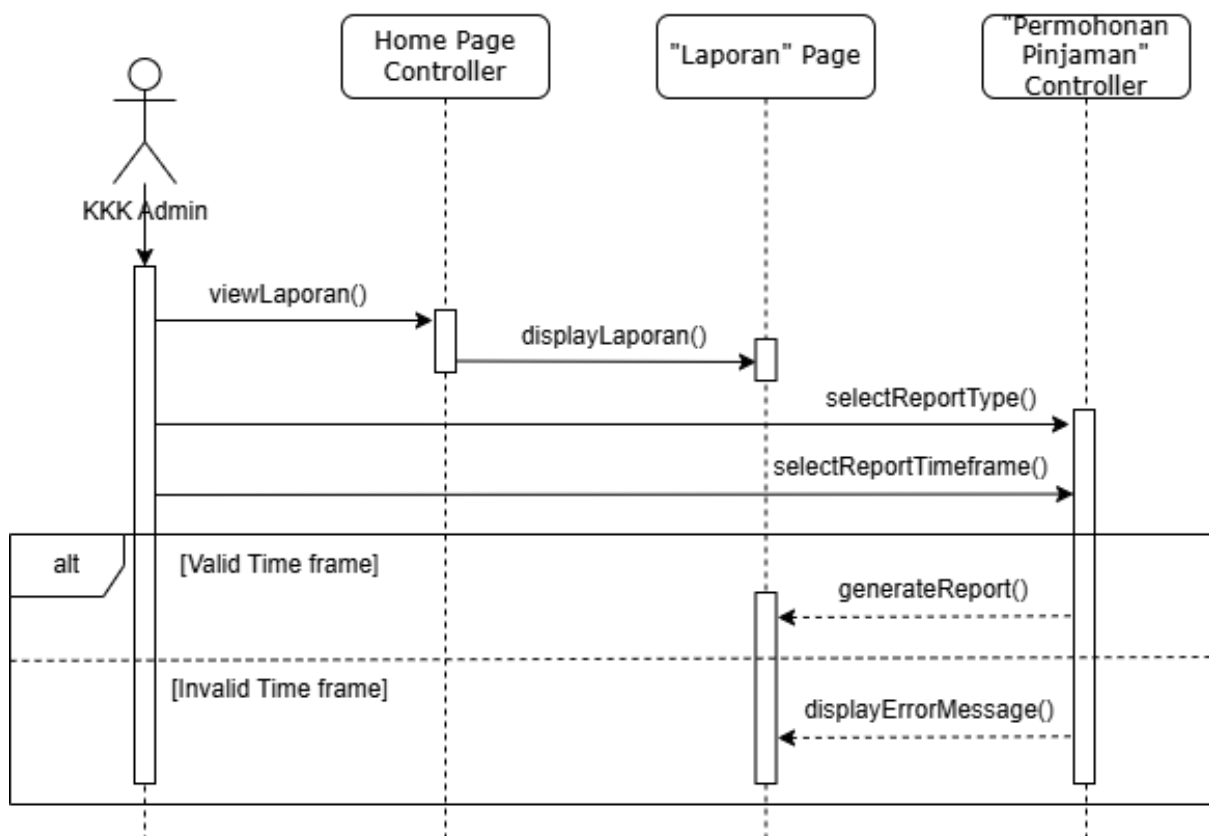 Home Page
Controller
"Laporan" Page
"Permohonan
Pinjaman"
Controller
KKK Admin
viewLaporan()
displayLaporan()
selectReportType()
selectReportTimeframe()
alt
[Valid Time frame]
generateReport()
[Invalid Time frame]
displayErrorMessage()